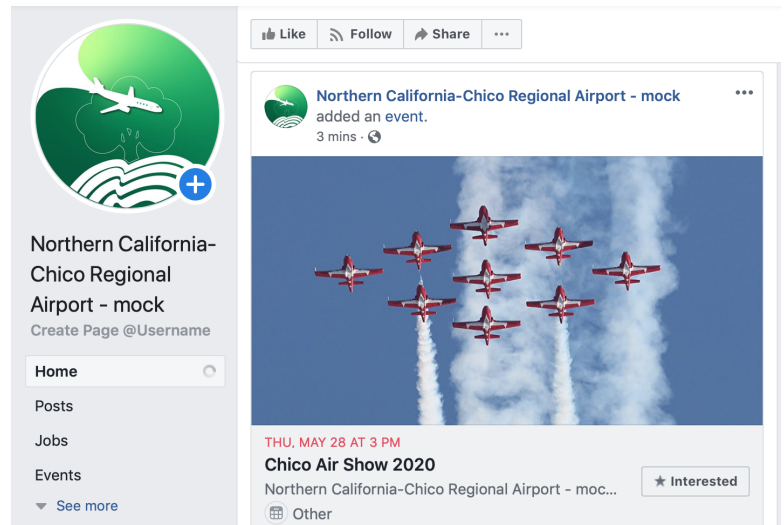 Like
Follow
Share
Northern California-Chico Regional Airport - mock
added an event.
3 mins ·
Northern California-
Chico Regional
Airport - mock
Create Page @Username
Home
Posts
Jobs
Events
See more
THU, MAY 28 AT 3 PM
Chico Air Show 2020
Northern California-Chico Regional Airport - moc...
Interested
Other